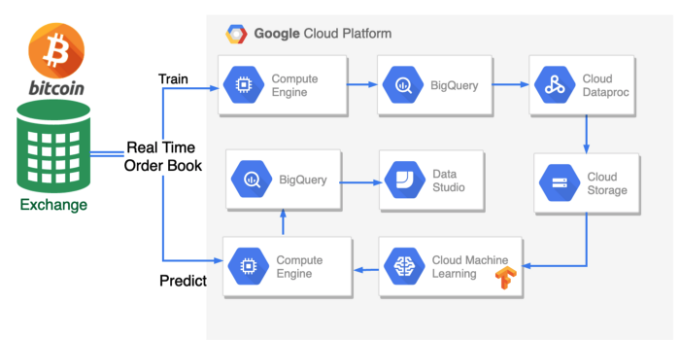 Google Cloud Platform
bitcoin
Exchange
Real Time
Order Book
Train
Compute
Engine
BigQuery
Cloud
Dataproc
Cloud
Storage
BigQuery
Data
Studio
Predict
Compute
Engine
Cloud Machine
Learning